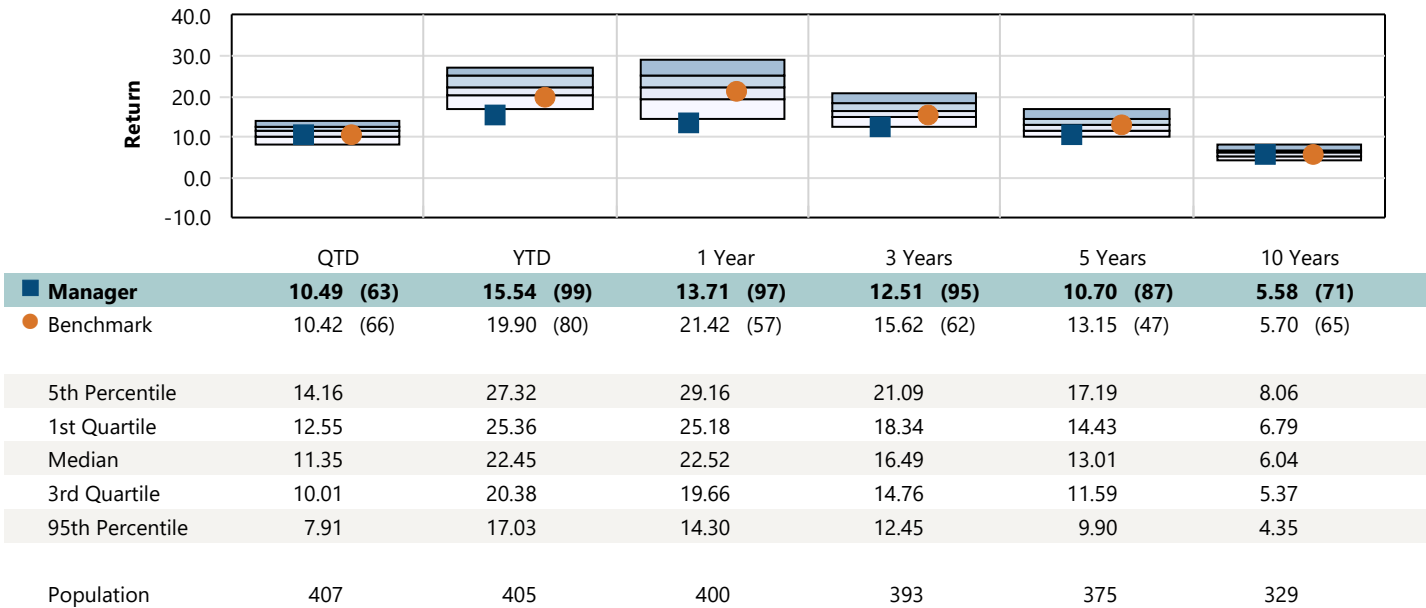 40.0
30.0
20.0
10.0
0.0
-10.0
Return
QTD YTD 1 Year 3 Years 5 Years 10 Years
Manager 10.49 (63) 15.54 (99) 13.71 (97) 12.51 (95) 10.70 (87) 5.58 (71)
Benchmark 10.42 (66) 19.90 (80) 21.42 (57) 15.62 (62) 13.15 (47) 5.70 (65)
5th Percentile 14.16 27.32 29.16 21.09 17.19 8.06
1st Quartile 12.55 25.36 25.18 18.34 14.43 6.79
Median 11.35 22.45 22.52 16.49 13.01 6.04
3rd Quartile 10.01 20.38 19.66 14.76 11.59 5.37
95th Percentile 7.91 17.03 14.30 12.45 9.90 4.35
Population 407 405 400 393 375 329